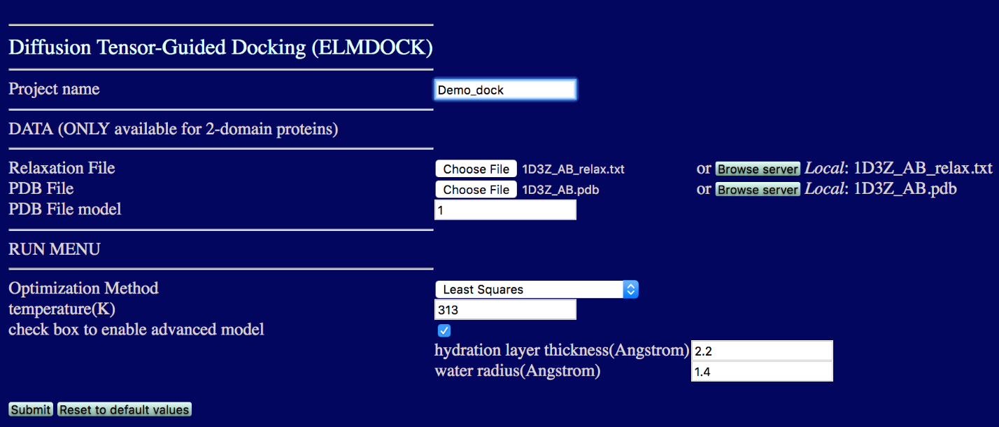 Diffusion Tensor-Guided Docking (ELMDOCK)
Project name Demo_dock
DATA (ONLY available for 2-domain proteins)
Relaxation File Choose File 1D3Z_AB_relax.txt or Browse server Local: 1D3Z_AB_relax.txt
PDB File Choose File 1D3Z_AB.pdb or Browse server Local: 1D3Z_AB.pdb
PDB File model 1
RUN MENU
Optimization Method Least Squares
temperature(K) 313
check box to enable advanced model
hydration layer thickness(Angstrom) 2.2
water radius(Angstrom) 1.4
Submit Reset to default values